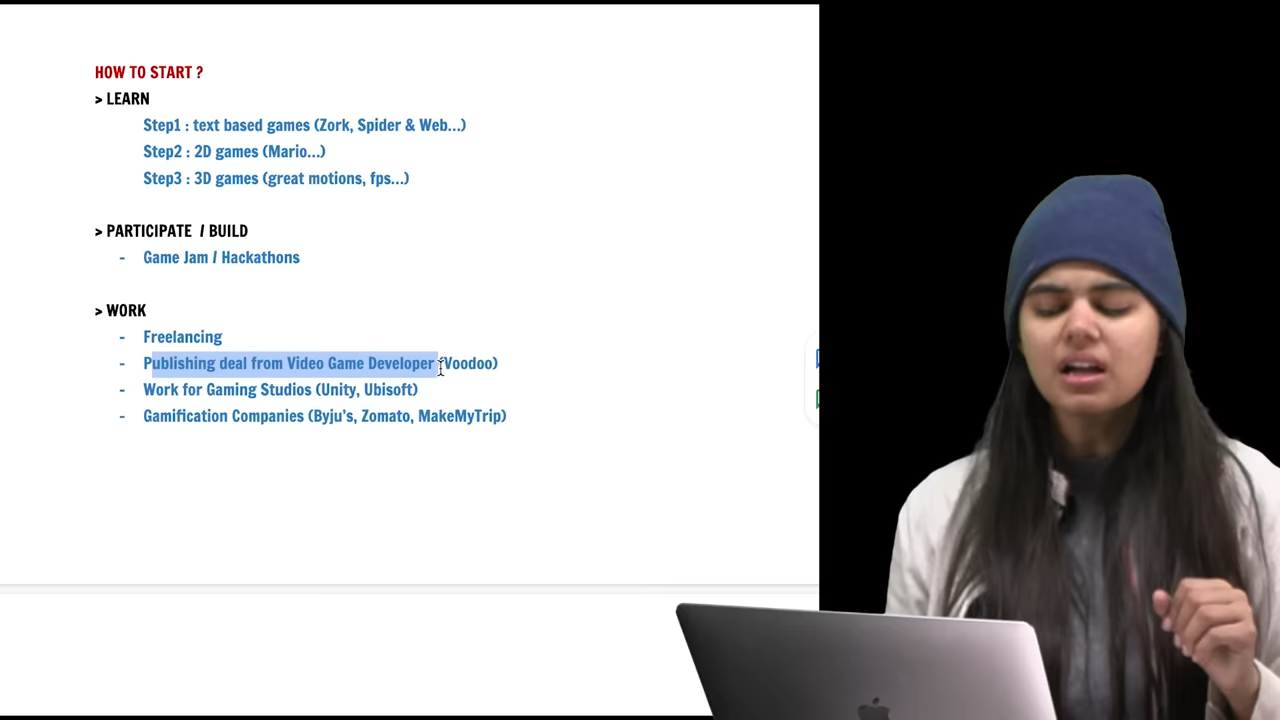 HOW TO START ?
> LEARN
Step1 : text based games (Zork, Spider & Web...)
Step2 : 2D games (Mario...)
Step3 : 3D games (great motions, fps...)
> PARTICIPATE / BUILD
- Game Jam / Hackathons
> WORK
- Freelancing
- Publishing deal from Video Game Developer (Voodoo)
- Work for Gaming Studios (Unity, Ubisoft)
- Gamification Companies (Byju's, Zomato, MakeMyTrip)